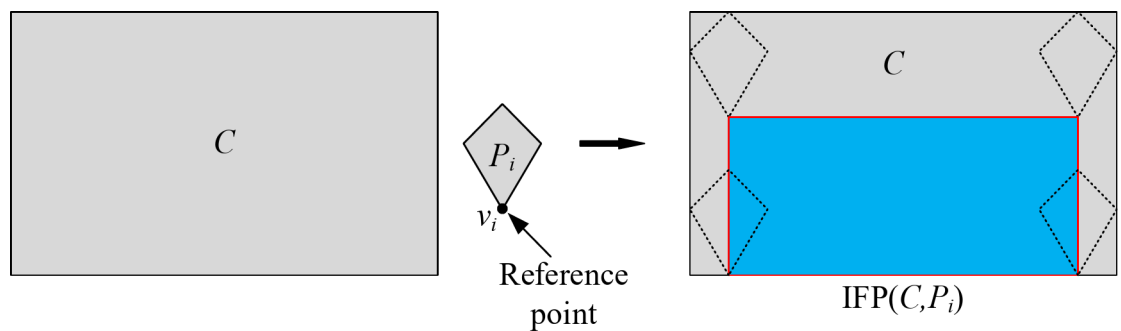 C
P_i
v_i
Reference
point
C
IFP(C,P_i)